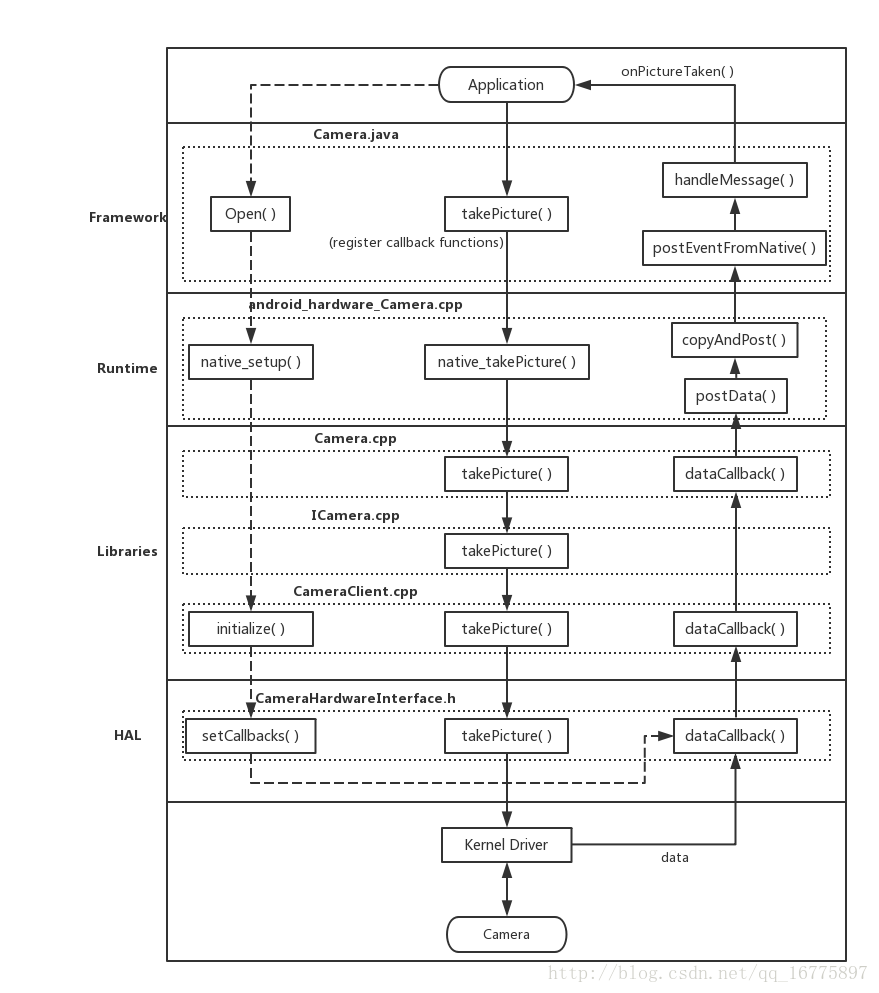 onPictureTaken( )
Application
Camera.java
handleMessage( )
Open( )
takePicture( )
Framework
(register callback functions)
postEventFromNative( )
android_hardware_Camera.cpp
copyAndPost( )
native_setup( )
native_takePicture( )
Runtime
postData( )
Camera.cpp
takePicture( )
dataCallback( )
ICamera.cpp
Libraries
takePicture( )
CameraClient.cpp
initialize( )
takePicture( )
dataCallback( )
CameraHardwareInterface.h
HAL
setCallbacks( )
takePicture( )
dataCallback( )
Kernel Driver
data
Camera
http://blog.csdn.net/qq_16775897